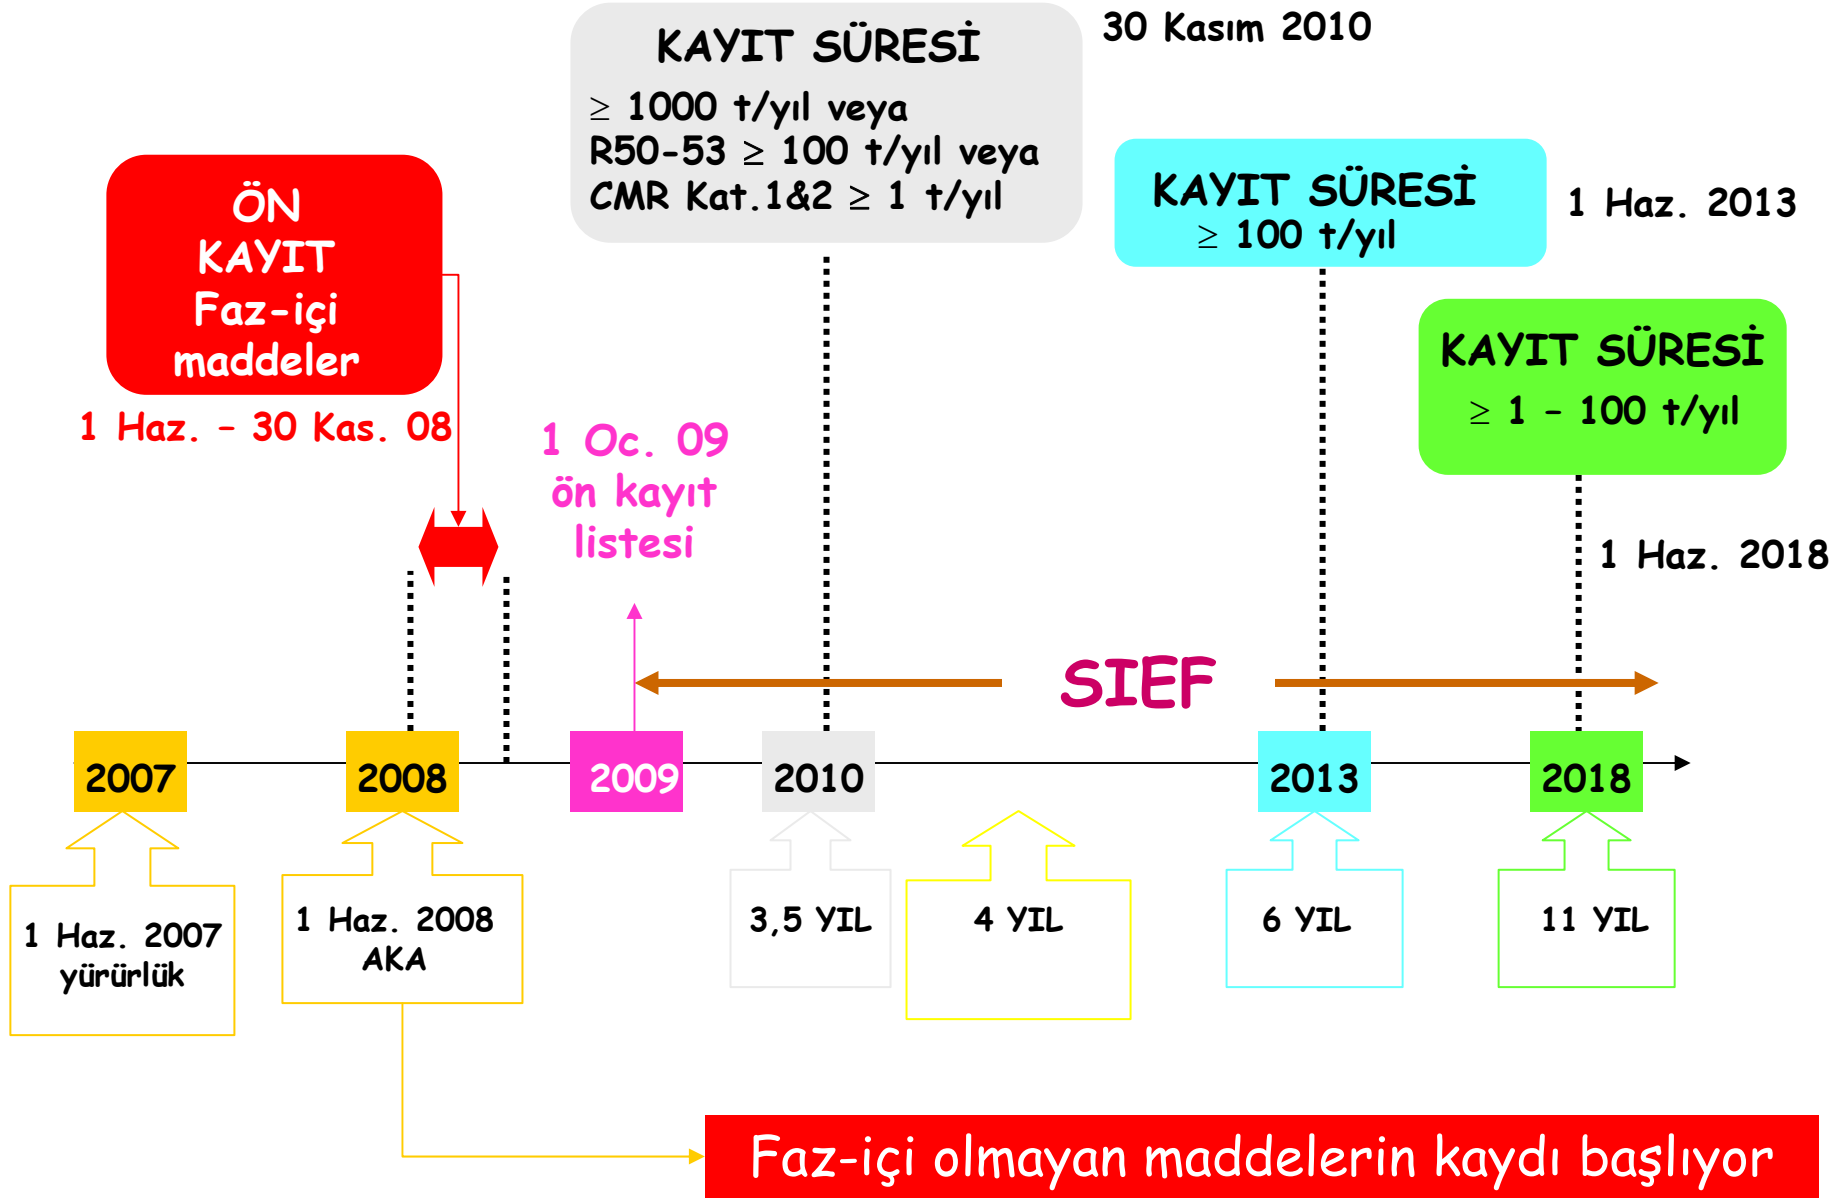 KAYIT SÜRESİ
≥ 1000 t/yıl veya
R50-53 ≥ 100 t/yıl veya
CMR Kat.1&2 ≥ 1 t/yıl
30 Kasım 2010
ÖN
KAYIT
Faz-içi
maddeler
1 Haz. – 30 Kas. 08
KAYIT SÜRESİ
≥ 100 t/yıl
1 Haz. 2013
KAYIT SÜRESİ
≥ 1 – 100 t/yıl
1 Haz. 2018
1 Oc. 09
ön kayıt
listesi
SIEF
2007
2008
2009
2010
2013
2018
1 Haz. 2007
yürürlük
1 Haz. 2008
AKA
3,5 YIL
4 YIL
6 YIL
11 YIL
Faz-içi olmayan maddelerin kaydı başlıyor